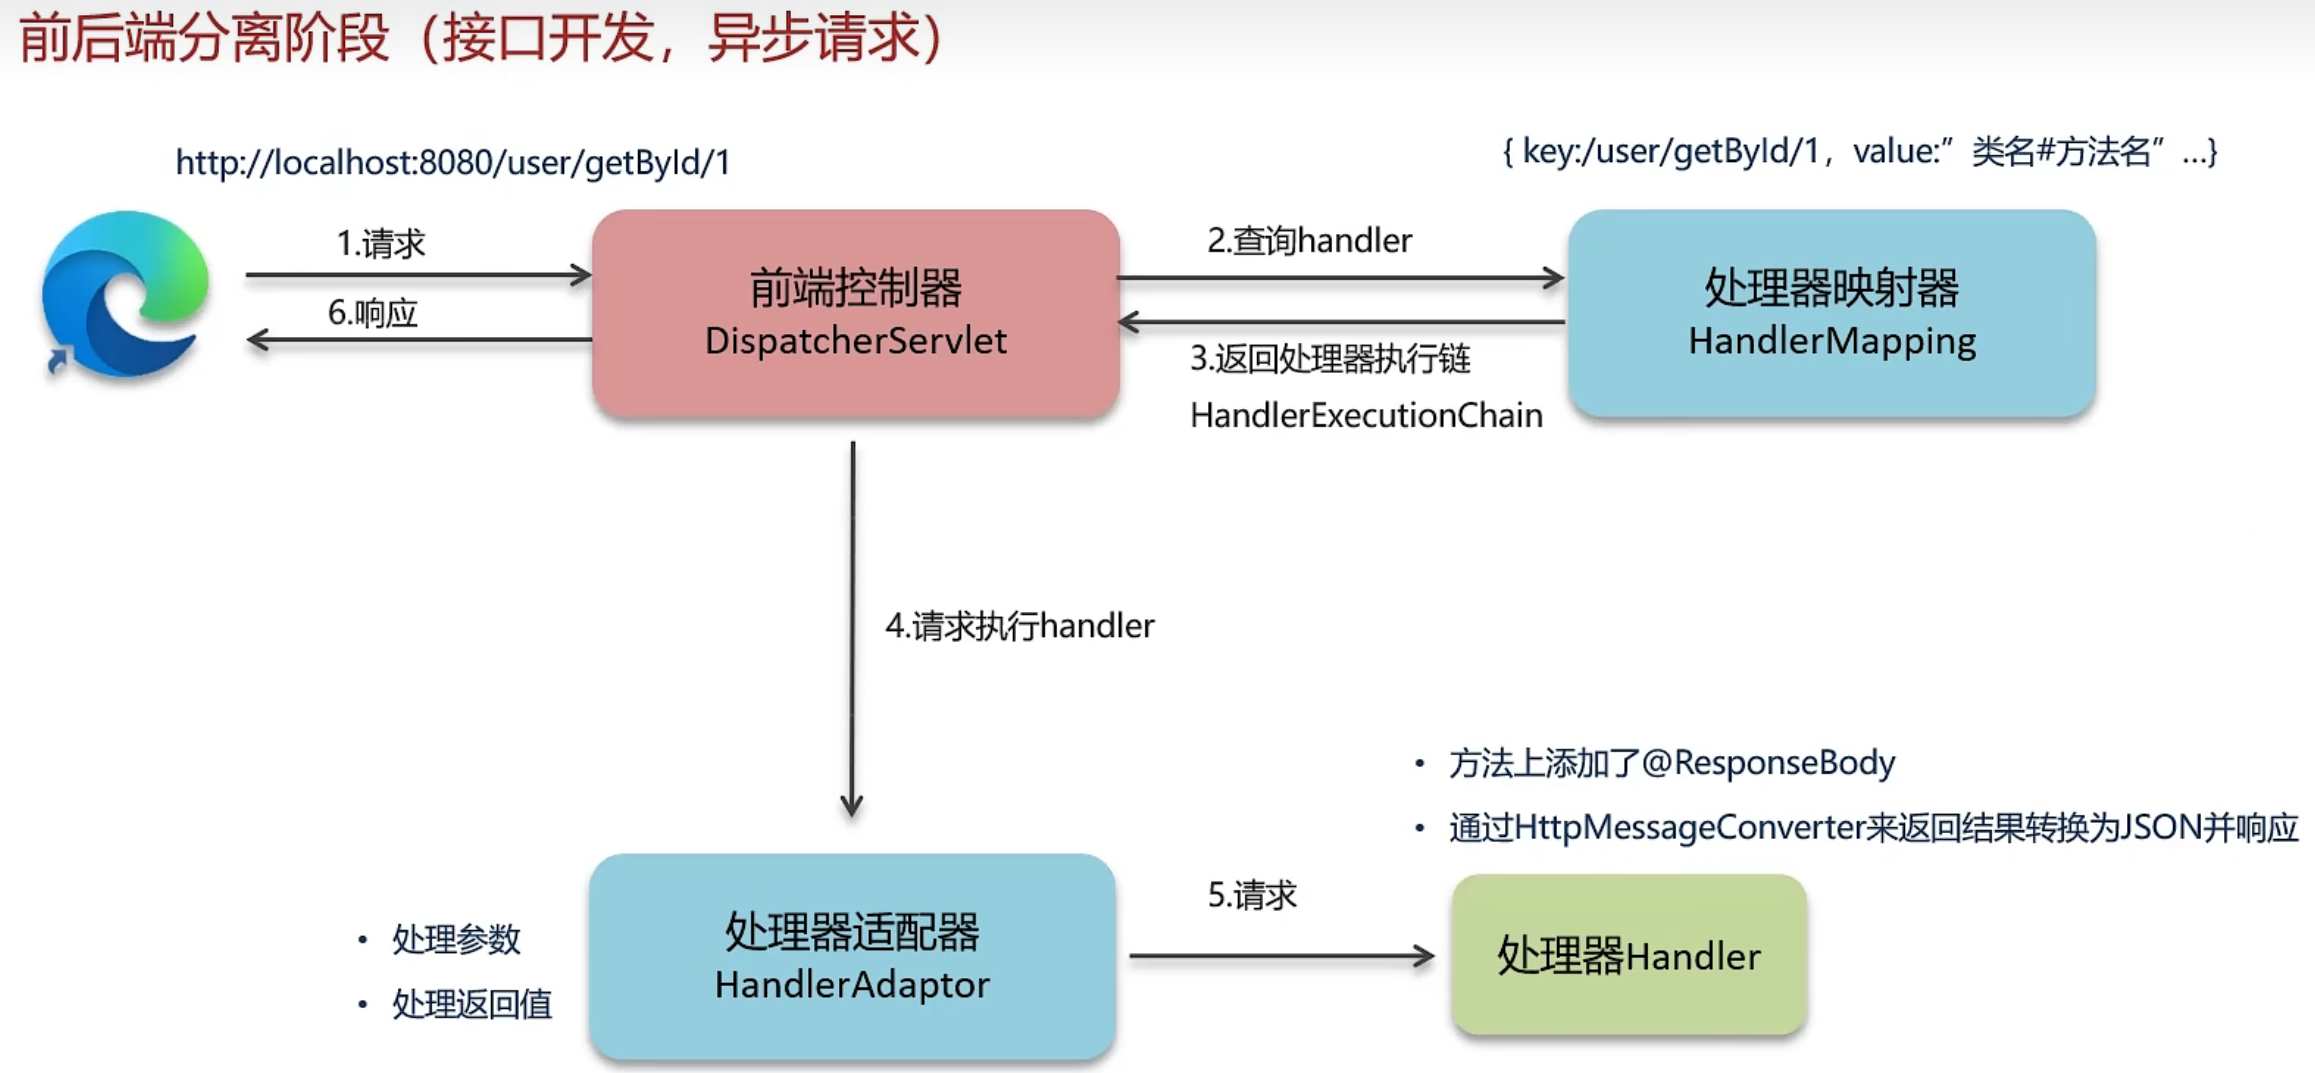 前后端分离阶段（接口开发，异步请求）
http://localhost:8080/user/getById/1
{ key:/user/getById/1，value:”类名#方法名” ...}
1.请求
6.响应
前端控制器
DispatcherServlet
2.查询handler
3.返回处理器执行链
HandlerExecutionChain
处理器映射器
HandlerMapping
4.请求执行handler
• 处理参数
• 处理返回值
处理器适配器
HandlerAdaptor
5.请求
• 方法上添加了@ResponseBody
• 通过HttpMessageConverter来返回结果转换为JSON并响应
处理器Handler